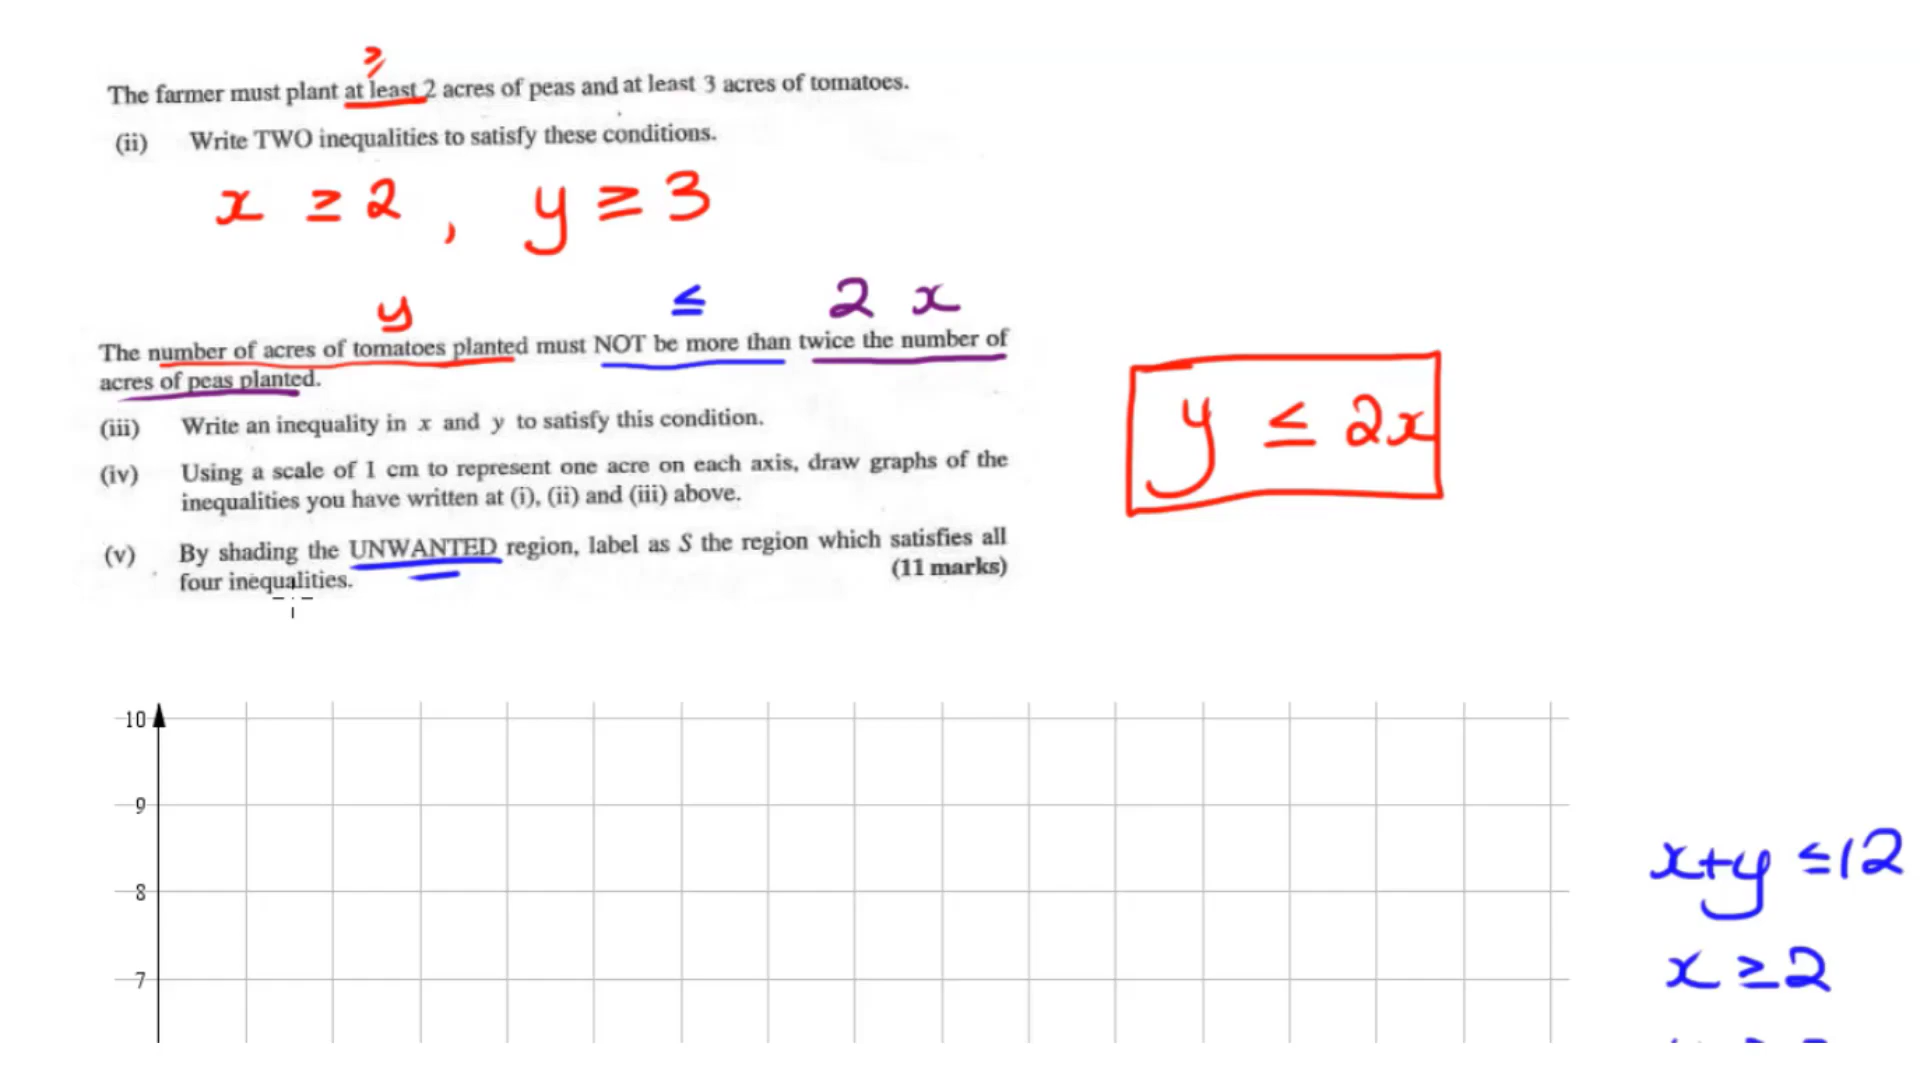 ≥
The farmer must plant at least 2 acres of peas and at least 3 acres of tomatoes.
(ii) Write TWO inequalities to satisfy these conditions.
x ≥ 2 , y ≥ 3
y ≤ 2 x
The number of acres of tomatoes planted must NOT be more than twice the number of
acres of peas planted.
y ≤ 2x
(iii) Write an inequality in x and y to satisfy this condition.
(iv) Using a scale of 1 cm to represent one acre on each axis, draw graphs of the
inequalities you have written at (i), (ii) and (iii) above.
(v) By shading the UNWANTED region, label as S the region which satisfies all
four inequalities. (11 marks)
10
9
8
7
x+y ≤12
x ≥2